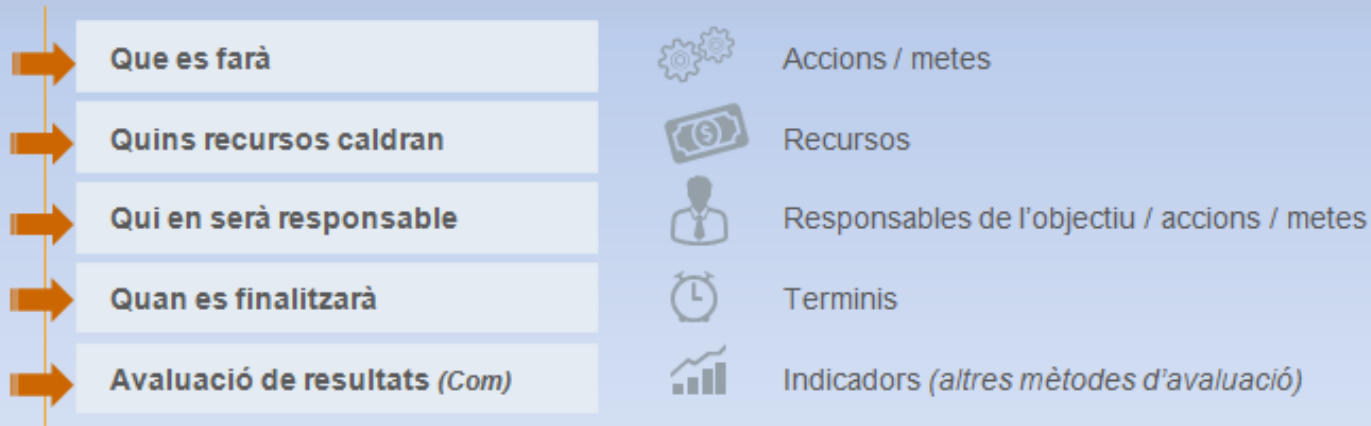 Que es farà
Accions / metes
Quins recursos caldran
Recursos
Qui en serà responsable
Responsables de l'objectiu / accions / metes
Quan es finalitzarà
Terminis
Avaluació de resultats (Com)
Indicadors (altres mètodes d'avaluació)